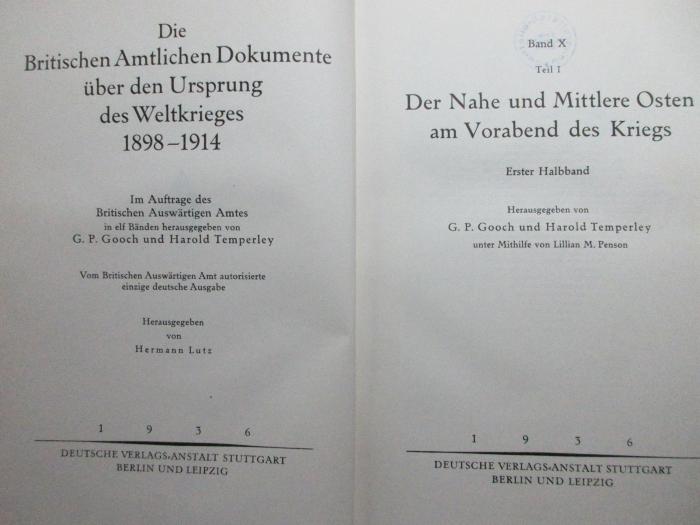 Die
Britischen Amtlichen Dokumente
über den Ursprung
des Weltkrieges
1898-1914
Im Auftrage des
Britischen Auswärtigen Amtes
in elf Bänden herausgegeben von
G. P. Gooch und Harold Temperley
Vom Britischen Auswärtigen Amt autorisierte
einzige deutsche Ausgabe
Herausgegeben
von
Hermann Lutz
1 9 3 6
DEUTSCHE VERLAGS-ANSTALT STUTTGART
BERLIN UND LEIPZIG
Band X
Teil I
Der Nahe und Mittlere Osten
am Vorabend des Kriegs
Erster Halbband
Herausgegeben von
G. P. Gooch und Harold Temperley
unter Mithilfe von Lillian M. Penson
1 9 3 6
DEUTSCHE VERLAGS-ANSTALT STUTTGART
BERLIN UND LEIPZIG